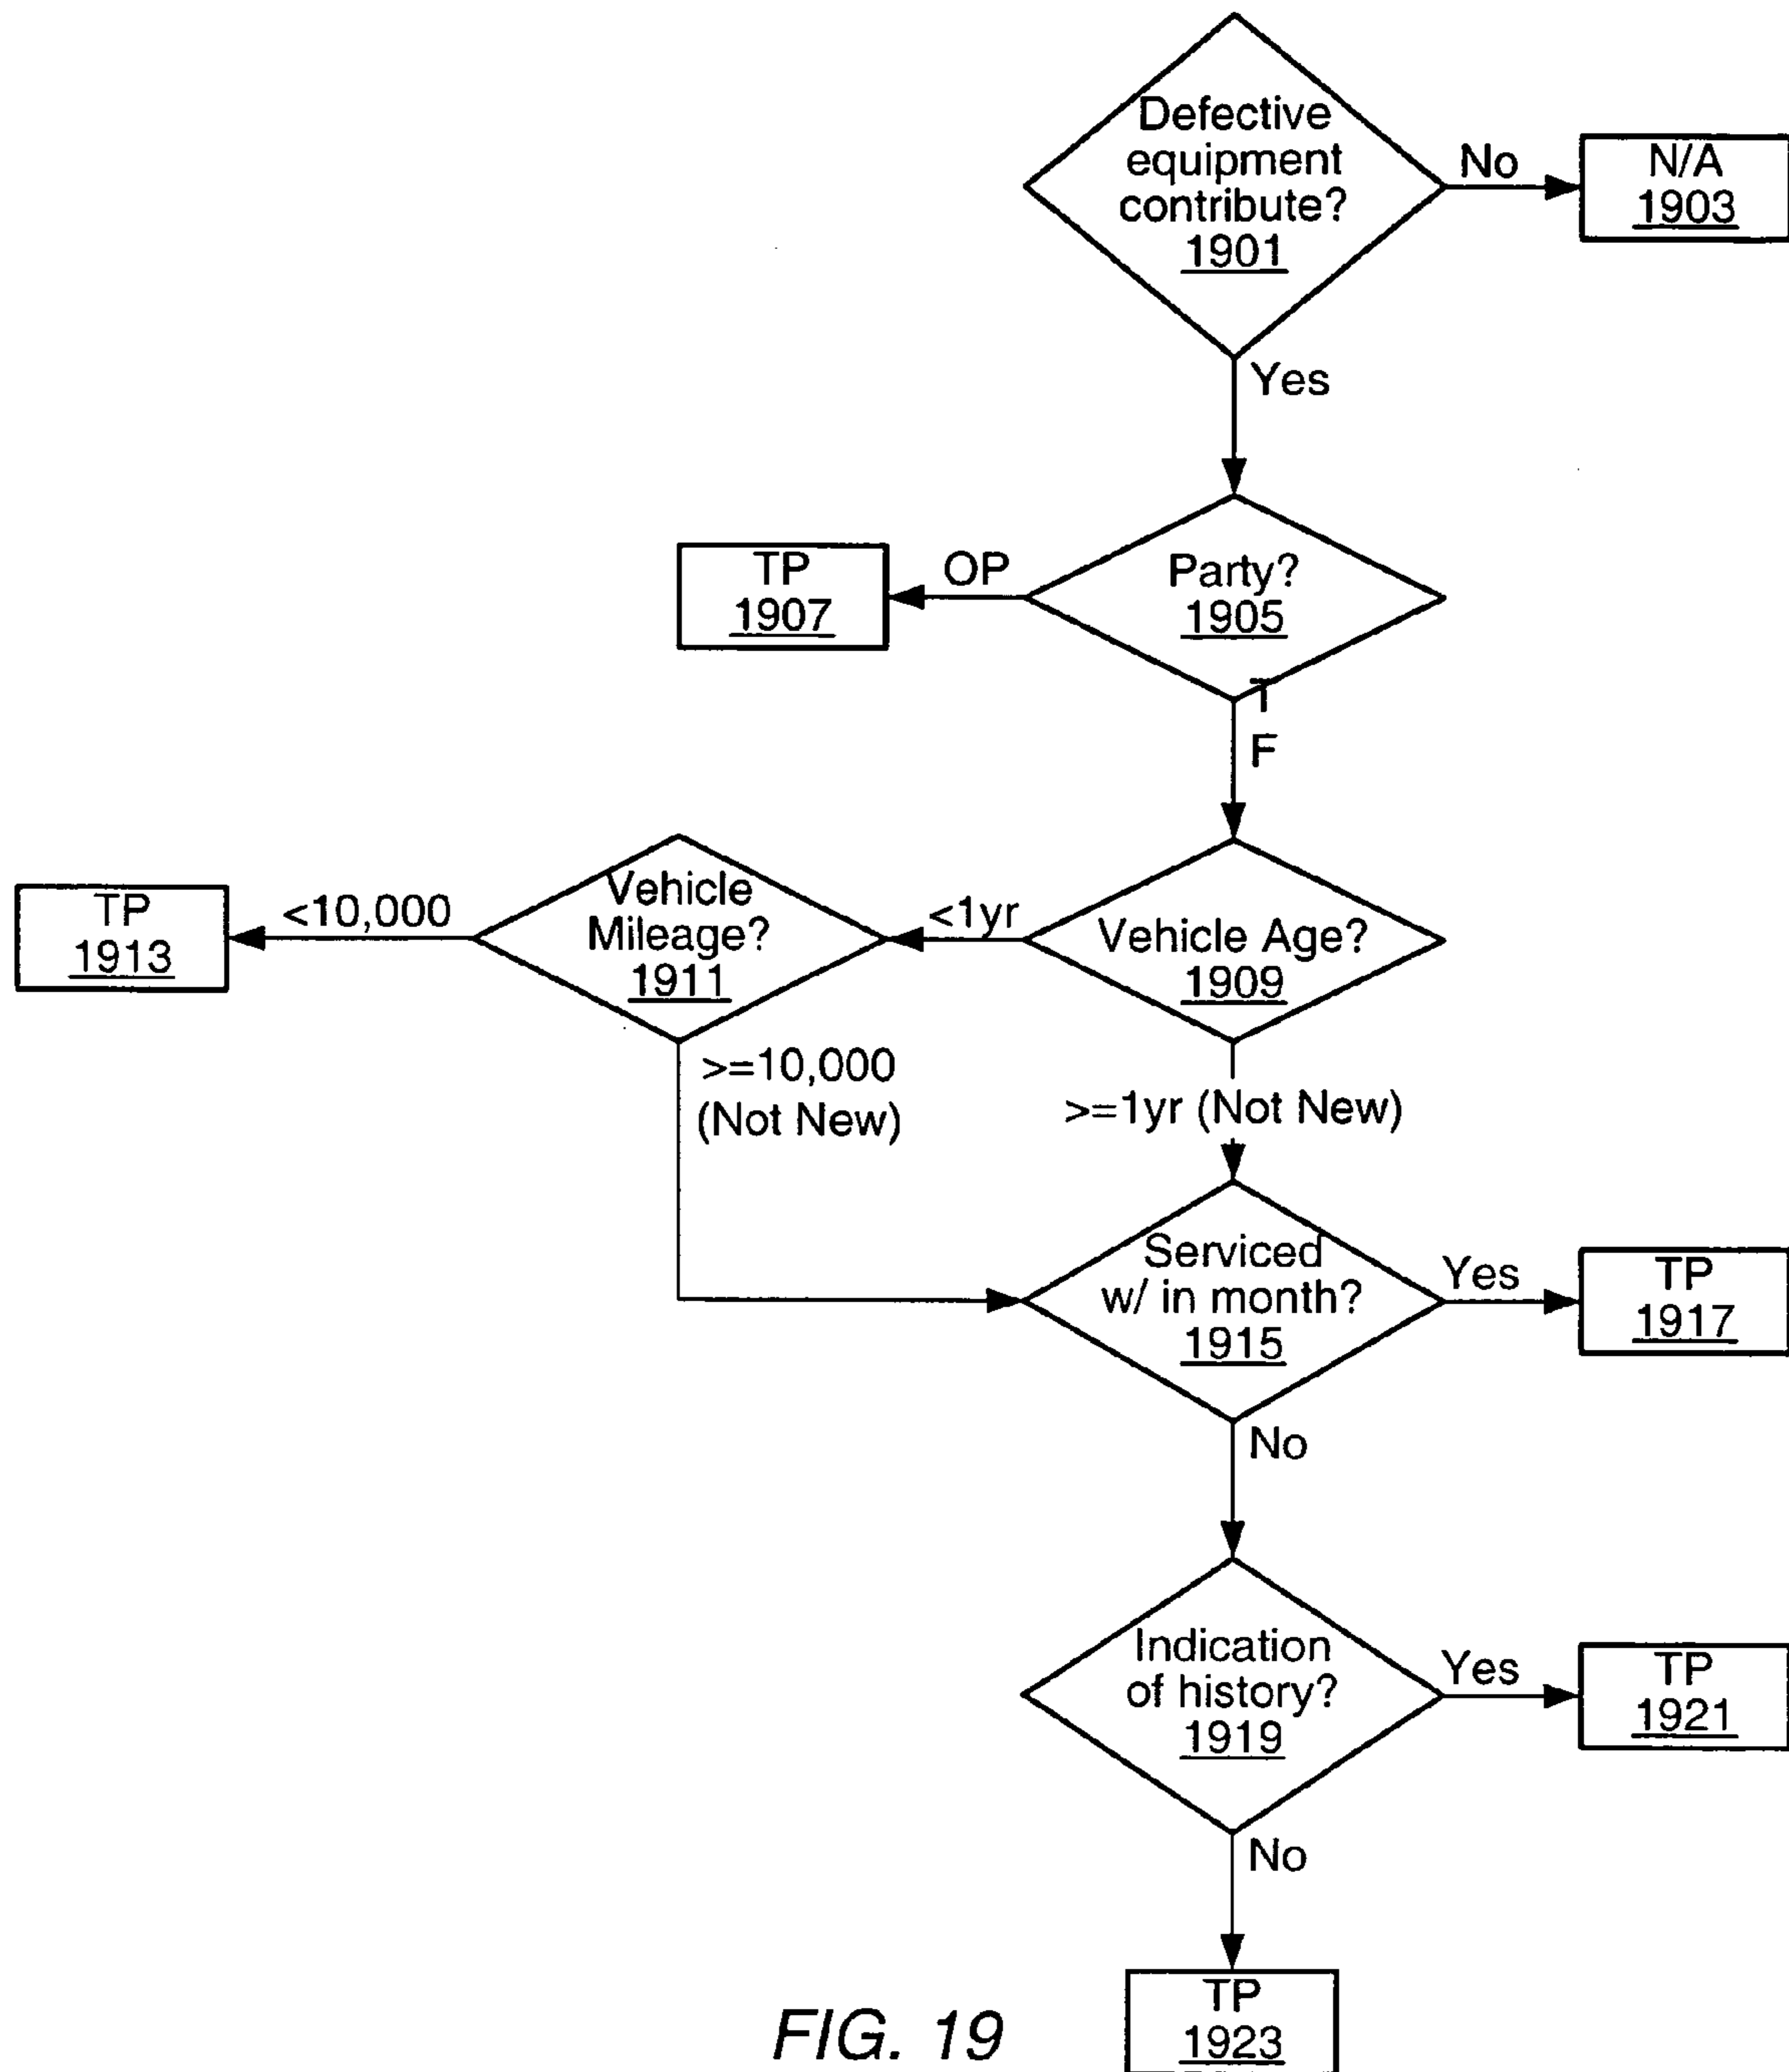 Defective
equipment
contribute?
1901
No
N/A
1903
Yes
Party?
1905
OP
TP
1907
T
F
Vehicle Age?
1909
<1yr
Vehicle
Mileage?
1911
<10,000
TP
1913
>=10,000
(Not New)
>=1yr (Not New)
Serviced
w/ in month?
1915
Yes
TP
1917
No
Indication
of history?
1919
Yes
TP
1921
No
TP
1923
FIG. 19